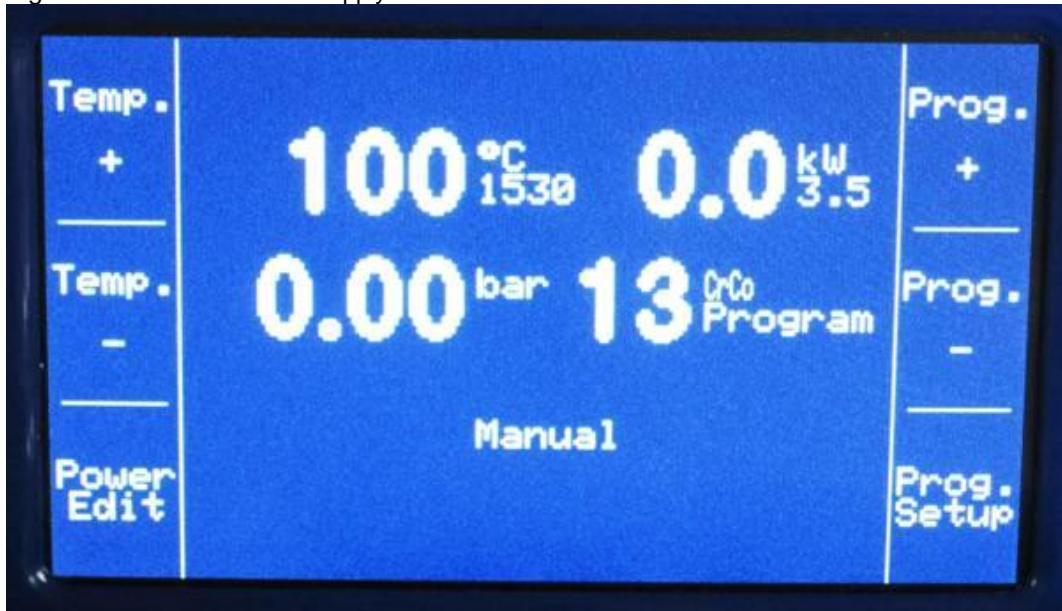 Temp.
+
Temp.
-
Power
Edit
100 °C
1530
0.0 kW
3.5
0.00 bar
13 CrCo
Program
Manual
Prog.
+
Prog.
-
Prog.
Setup